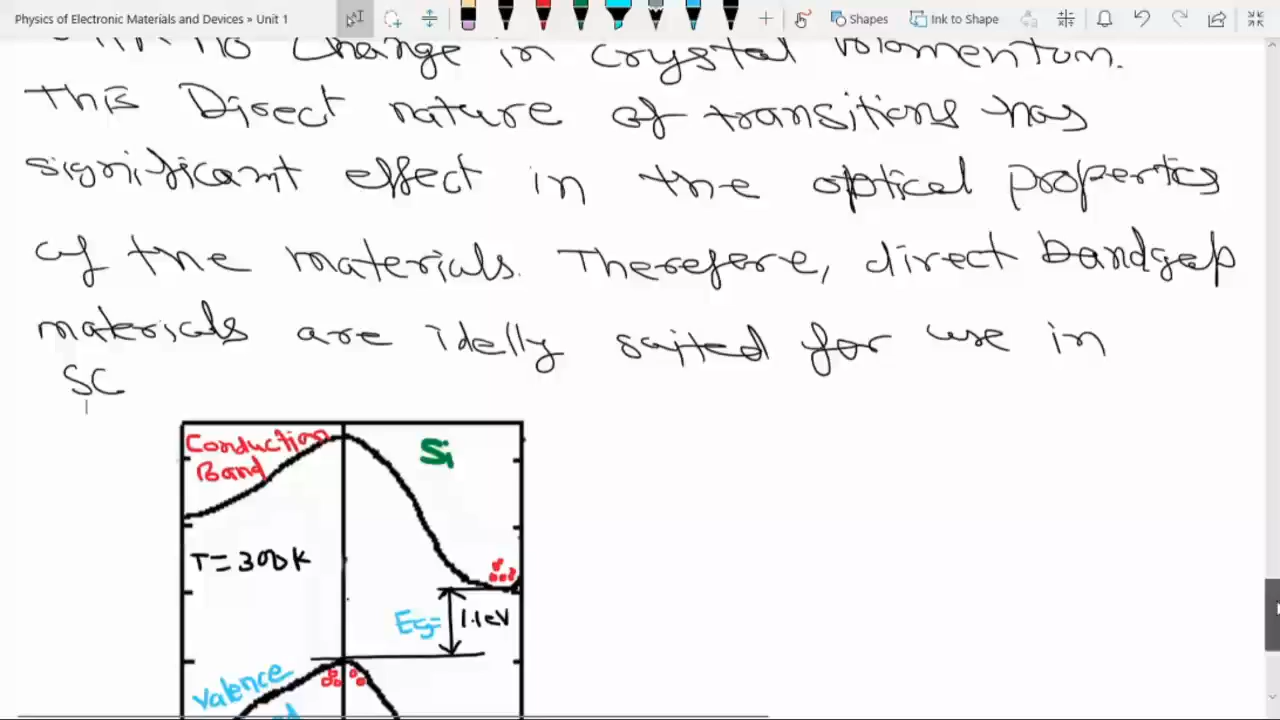 Physics of Electronic Materials and Devices » Unit 1
Shapes
Ink to Shape
no change in crystal Momentum.
This Direct nature of transitions has
significant effect in the optical properties
of the materials. Therefore, direct bandgap
materials are idelly suited for use in
SC
Conduction
Band
Si
T=300K
Eg=
1.1eV
Valence